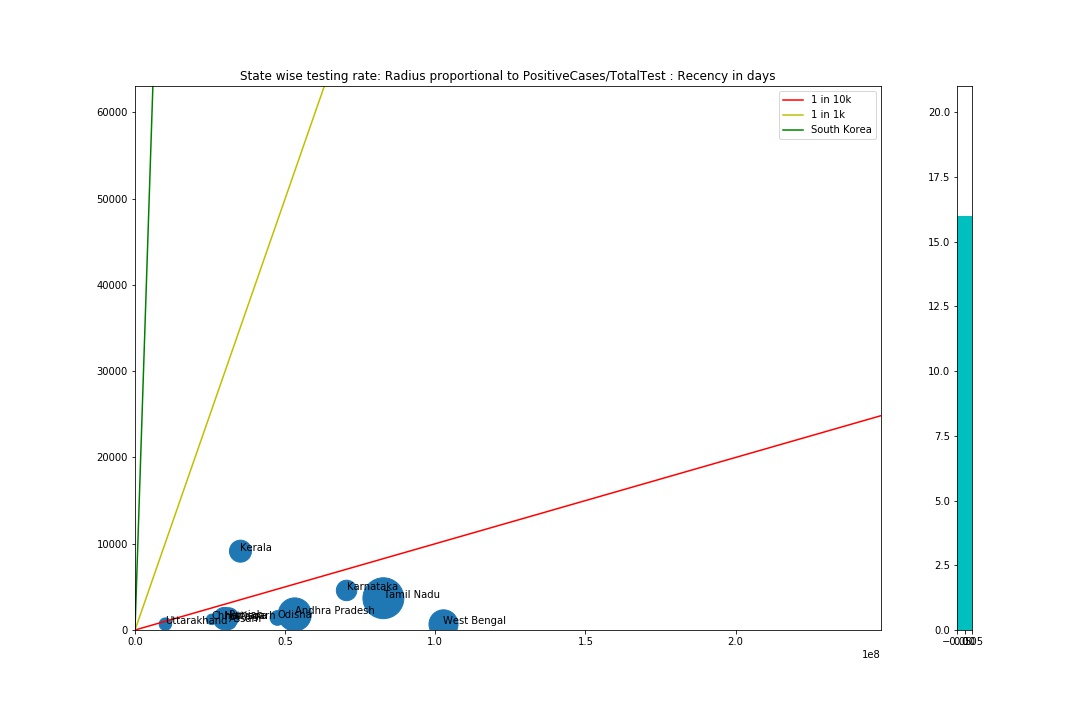 State wise testing rate: Radius proportional to PositiveCases/TotalTest : Recency in days
1 in 10k
1 in 1k
South Korea
60000
50000
40000
30000
20000
10000
0
Kerala
Karnataka
Tamil Nadu
Andhra Pradesh
Odisha
West Bengal
Uttarakhand
0.0
0.5
1.0
1.5
2.0
1e8
20.0
17.5
15.0
12.5
10.0
7.5
5.0
2.5
0.0